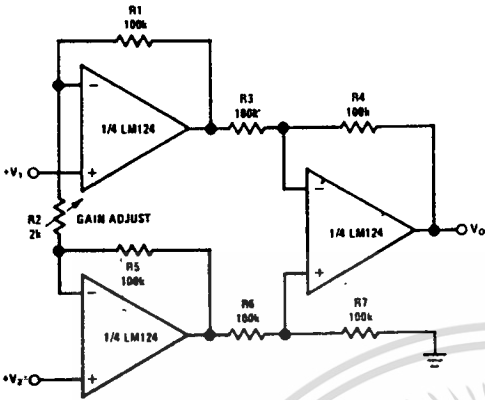 R1
100k
1/4 LM124
+V1
R2
2k
GAIN ADJUST
R3
100k
R4
100k
1/4 LM124
VO
R5
100k
1/4 LM124
+V2
R6
100k
R7
100k